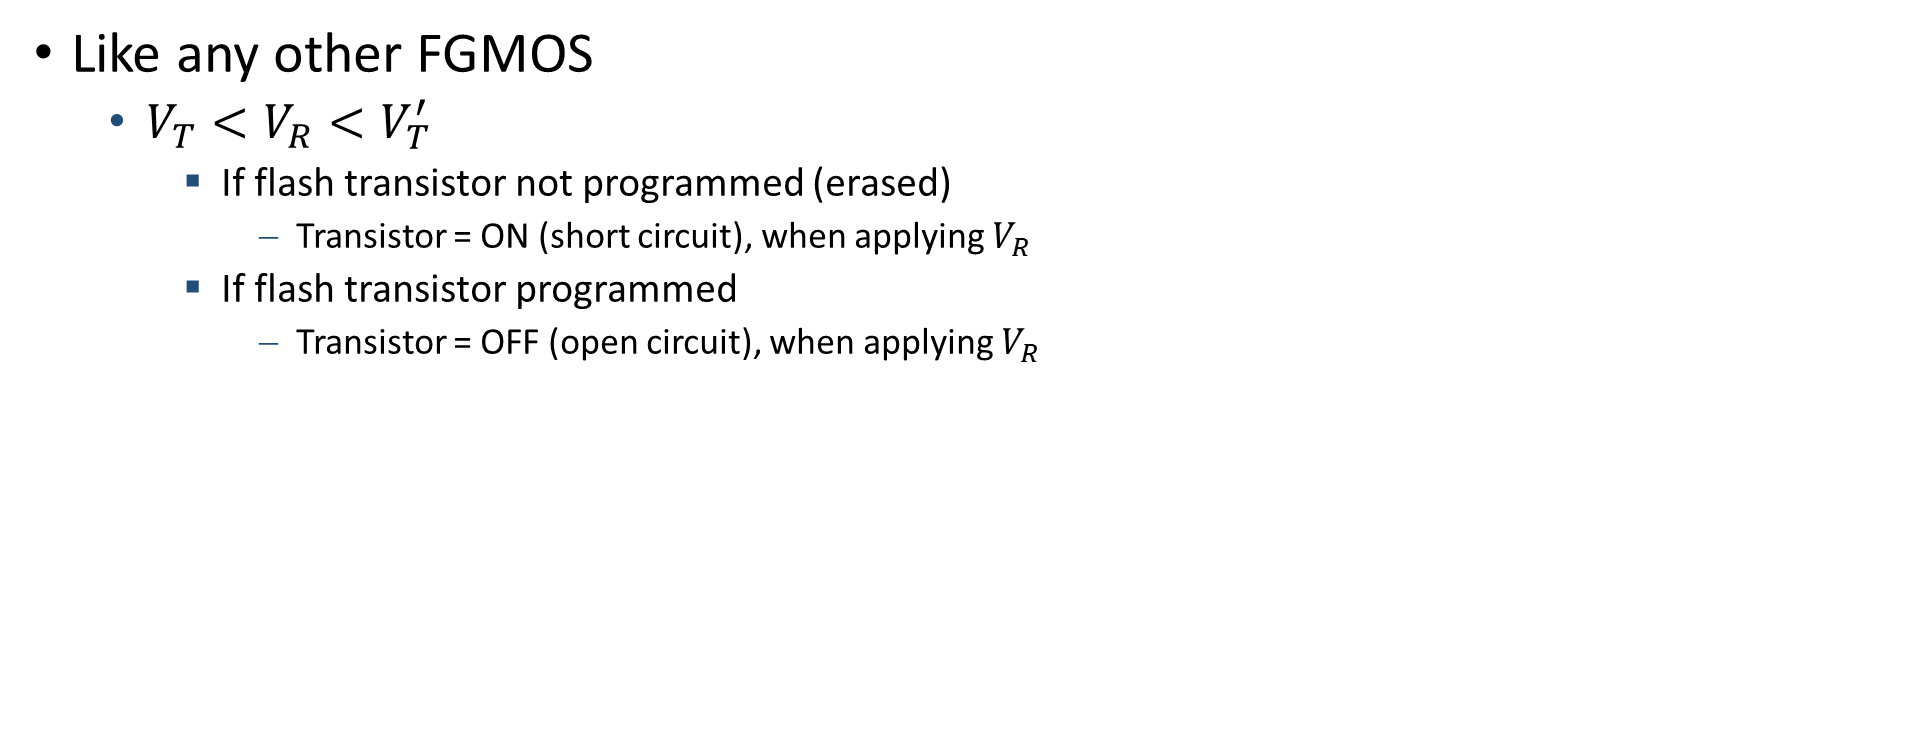 • Like any other FGMOS
• V_T < V_R < V'_T
▪ If flash transistor not programmed (erased)
– Transistor = ON (short circuit), when applying V_R
▪ If flash transistor programmed
– Transistor = OFF (open circuit), when applying V_R